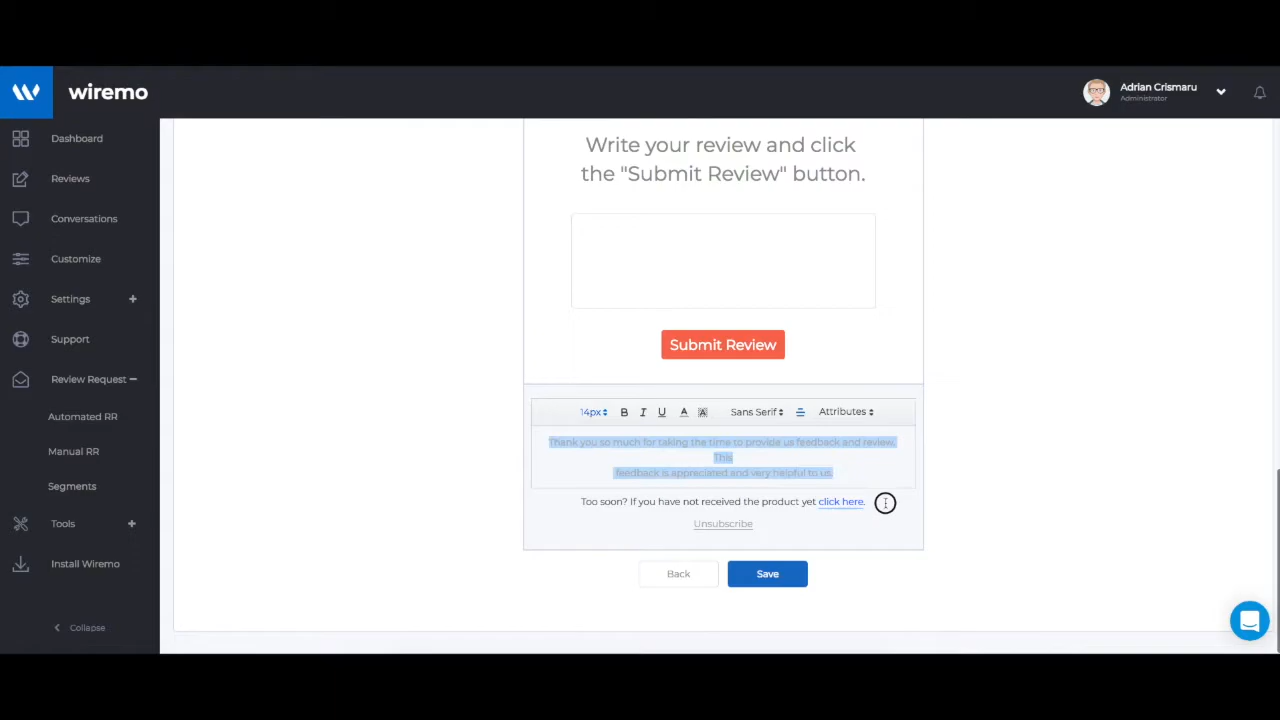 wiremo
Adrian Crismaru
Administrator
Dashboard
Reviews
Conversations
Customize
Settings +
Support
Review Request −
Automated RR
Manual RR
Segments
Tools +
Install Wiremo
Collapse
Write your review and click
the "Submit Review" button.
Submit Review
14px B I U A A Sans Serif Attributes
Thank you so much for taking the time to provide us feedback and review.
This
feedback is appreciated and very helpful to us
Too soon? If you have not received the product yet click here.
Unsubscribe
Back Save